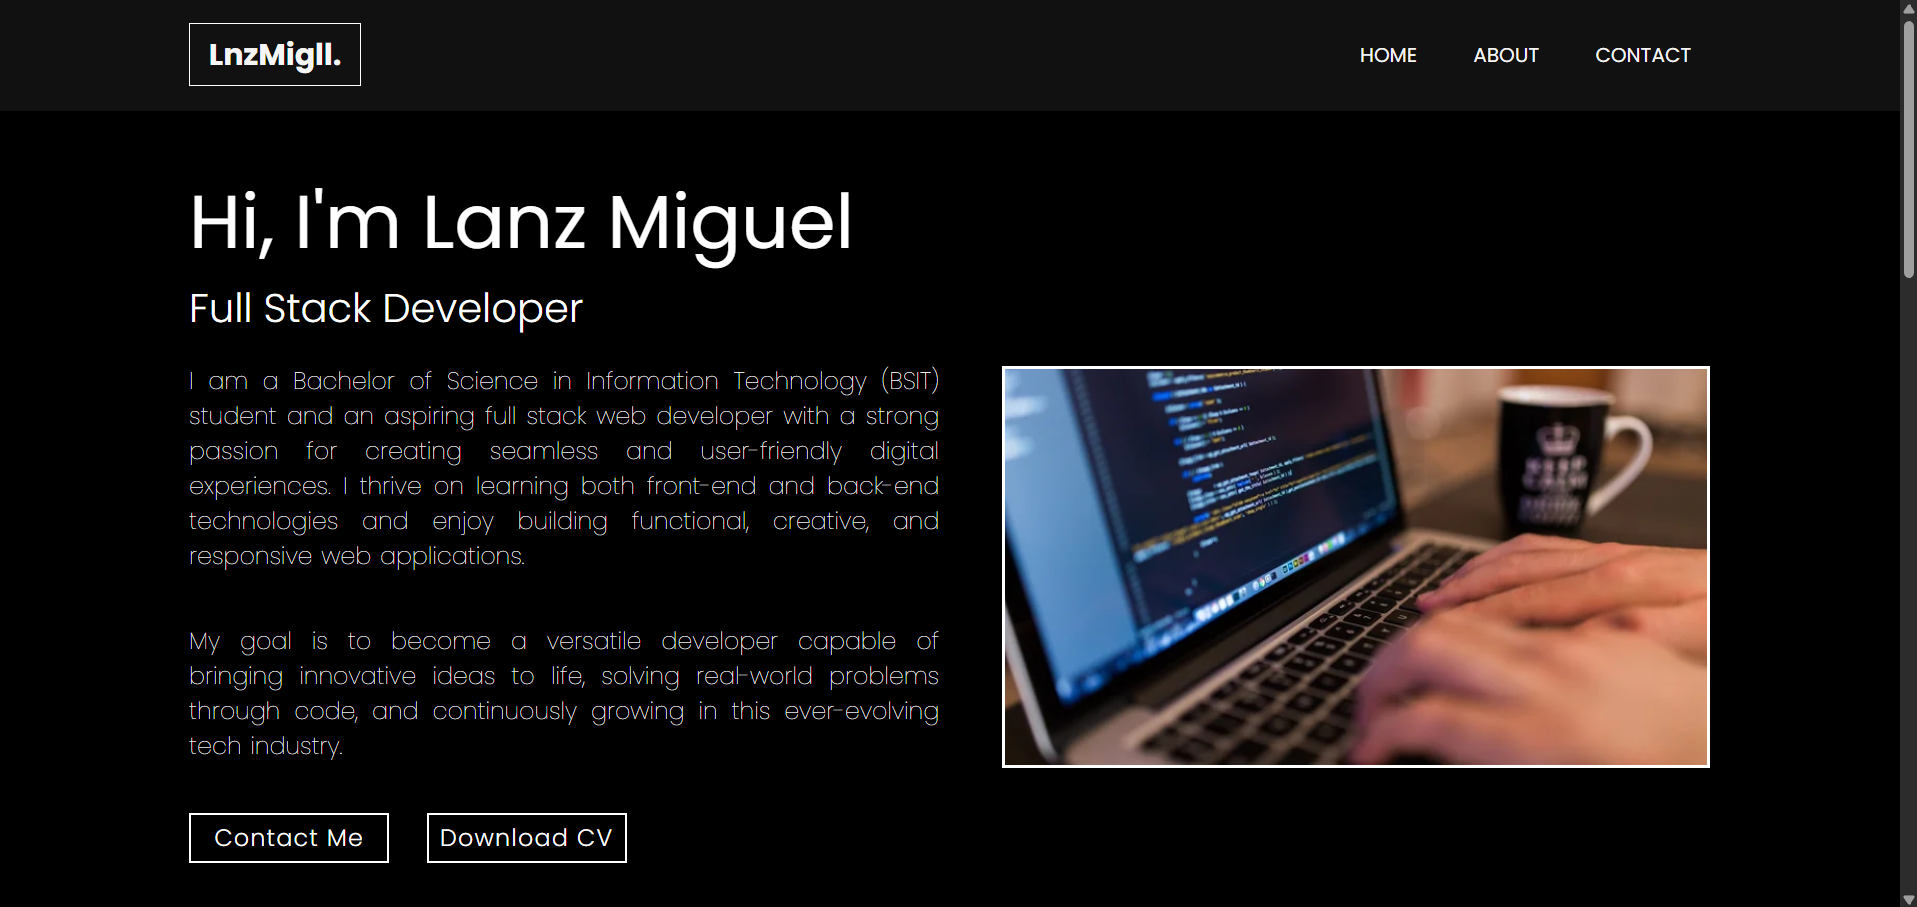 LnzMigll.
HOME
ABOUT
CONTACT
Hi, I'm Lanz Miguel
Full Stack Developer
I am a Bachelor of Science in Information Technology (BSIT)
student and an aspiring full stack web developer with a strong
passion for creating seamless and user-friendly digital
experiences. I thrive on learning both front-end and back-end
technologies and enjoy building functional, creative, and
responsive web applications.
My goal is to become a versatile developer capable of
bringing innovative ideas to life, solving real-world problems
through code, and continuously growing in this ever-evolving
tech industry.
KEEP
CALM
Contact Me
Download CV